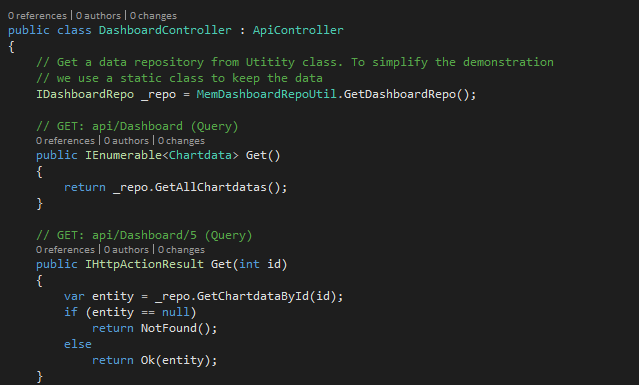 0 references | 0 authors | 0 changes
public class DashboardController : ApiController
{
// Get a data repository from Utitity class. To simplify the demonstration
// we use a static class to keep the data
IDashboardRepo _repo = MemDashboardRepoUtil.GetDashboardRepo();
// GET: api/Dashboard (Query)
0 references | 0 authors | 0 changes
public IEnumerable<Chartdata> Get()
{
return _repo.GetAllChartdatas();
}
// GET: api/Dashboard/5 (Query)
0 references | 0 authors | 0 changes
public IHttpActionResult Get(int id)
{
var entity = _repo.GetChartdataById(id);
if (entity == null)
return NotFound();
else
return Ok(entity);
}